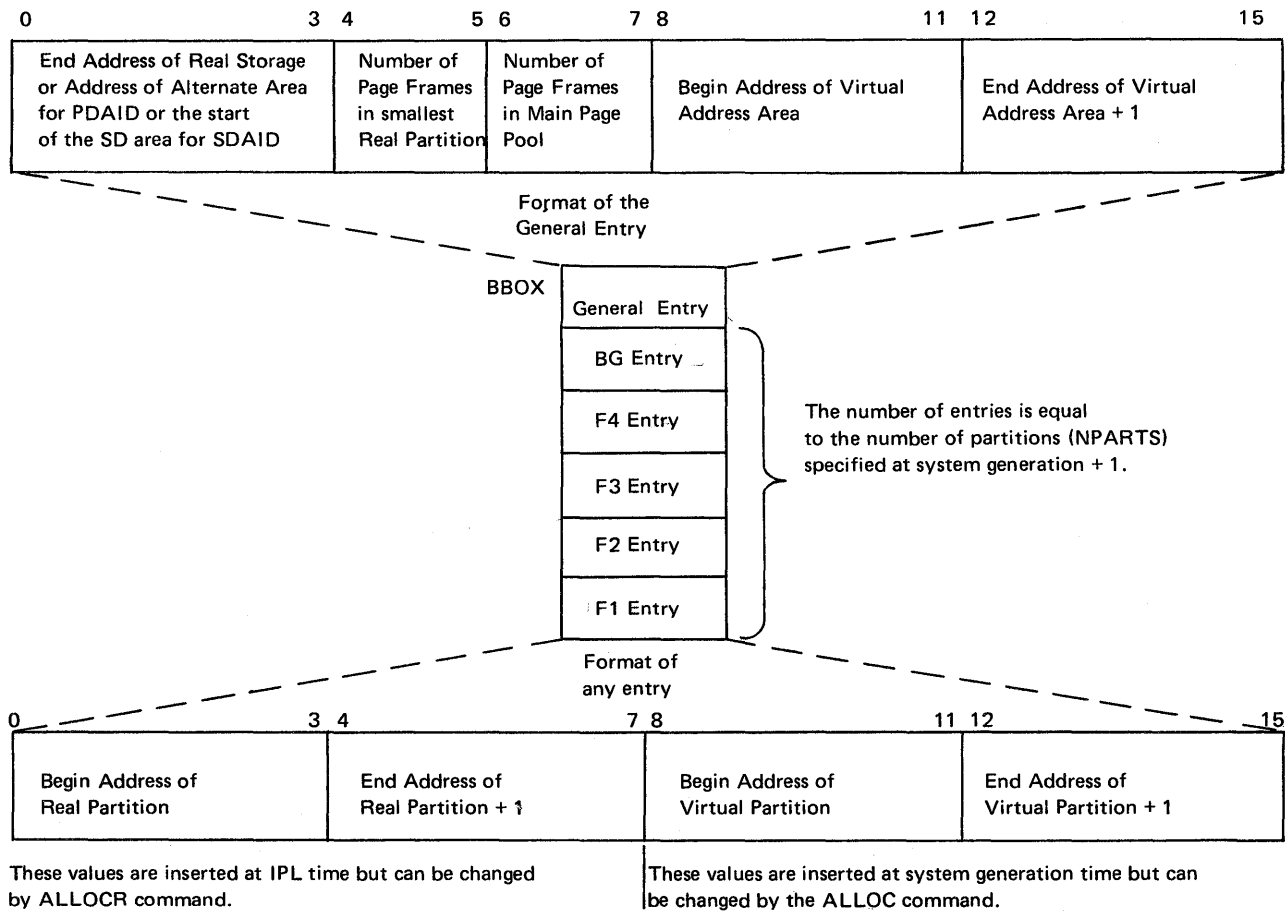 0 3 4 5 6 7 8 11 12 15
End Address of Real Storage
or Address of Alternate Area
for PDAID or the start
of the SD area for SDAID
Number of
Page Frames
in smallest
Real Partition
Number of
Page Frames
in Main Page
Pool
Begin Address of Virtual
Address Area
End Address of Virtual
Address Area + 1
Format of the
General Entry
BBOX
General Entry
BG Entry
F4 Entry
F3 Entry
F2 Entry
F1 Entry
The number of entries is equal
to the number of partitions (NPARTS)
specified at system generation + 1.
Format of
any entry
0 3 4 7 8 11 12 15
Begin Address of
Real Partition
End Address of
Real Partition + 1
Begin Address of
Virtual Partition
End Address of
Virtual Partition + 1
These values are inserted at IPL time but can be changed
by ALLOCR command.
These values are inserted at system generation time but can
be changed by the ALLOC command.